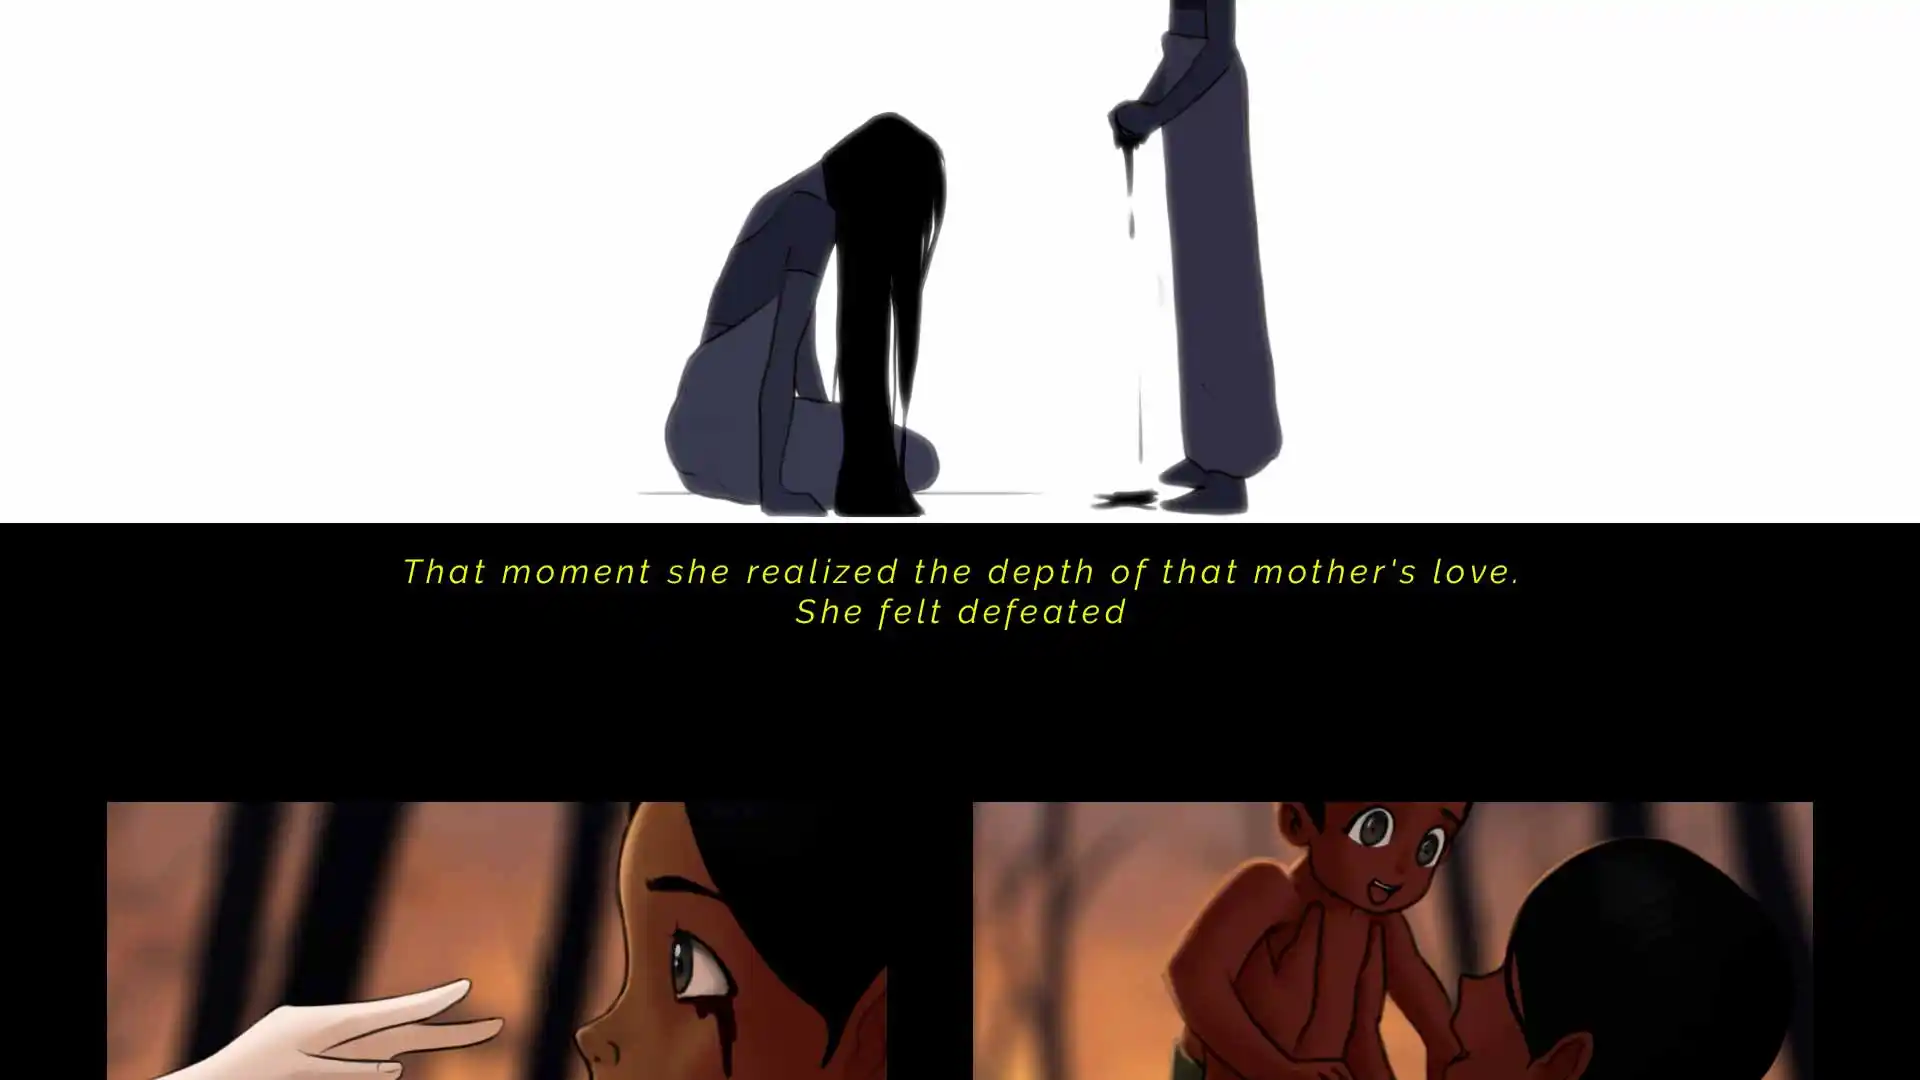 That moment she realized the depth of that mother's love.
She felt defeated